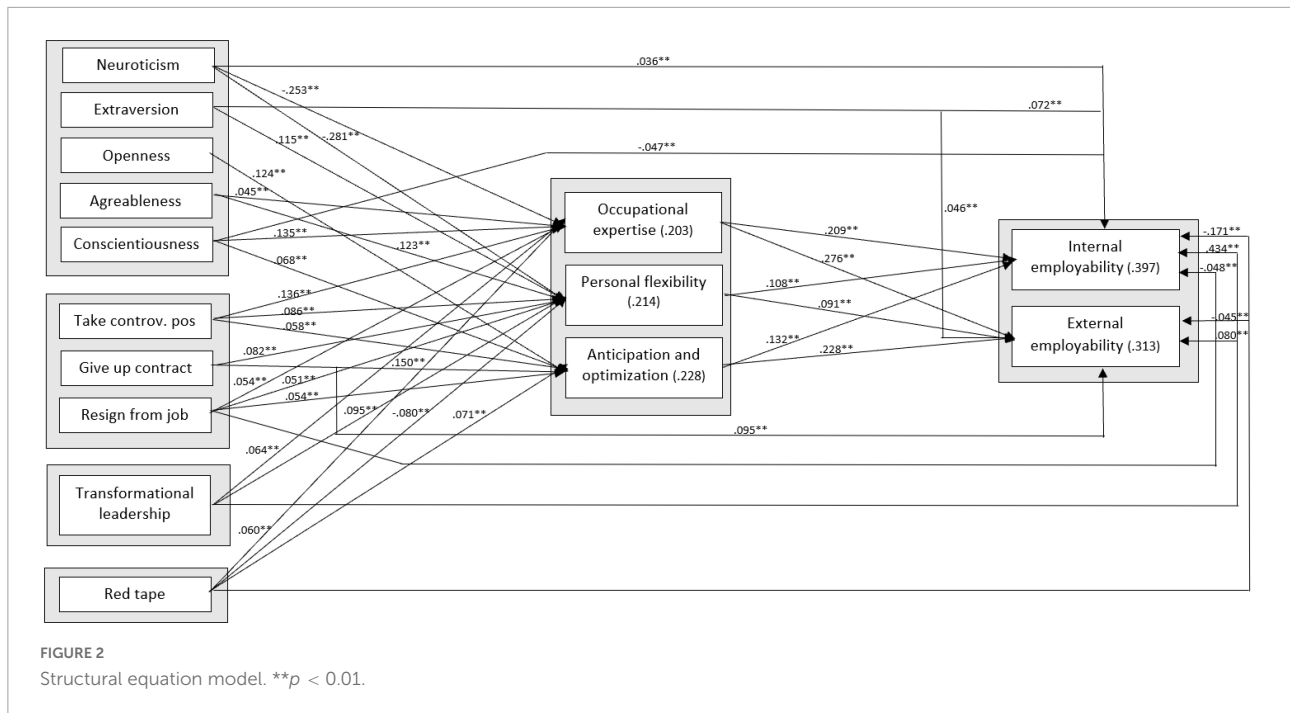 Neuroticism
.036**
-.253**
Extraversion
.072**
.115**
-.281**
Openness
-.047**
.124**
Agreableness
.045**
Occupational
expertise (.203)
.046**
Conscientiousness
.135**
.123**
.209**
-.171**
Internal
employability (.397)
.434**
.068**
.276**
-.048**
Personal flexibility
(.214)
.108**
.136**
.091**
Take controv. pos
.086**
.058**
External
employability (.313)
-.045**
.080**
.082**
.150**
.132**
.228**
Give up contract
Anticipation and
optimization (.228)
.054**
.051**
.054**
Resign from job
.095**
-.080**
.071**
.095**
.064**
Transformational
leadership
.060**
Red tape
FIGURE 2
Structural equation model. **p < 0.01.